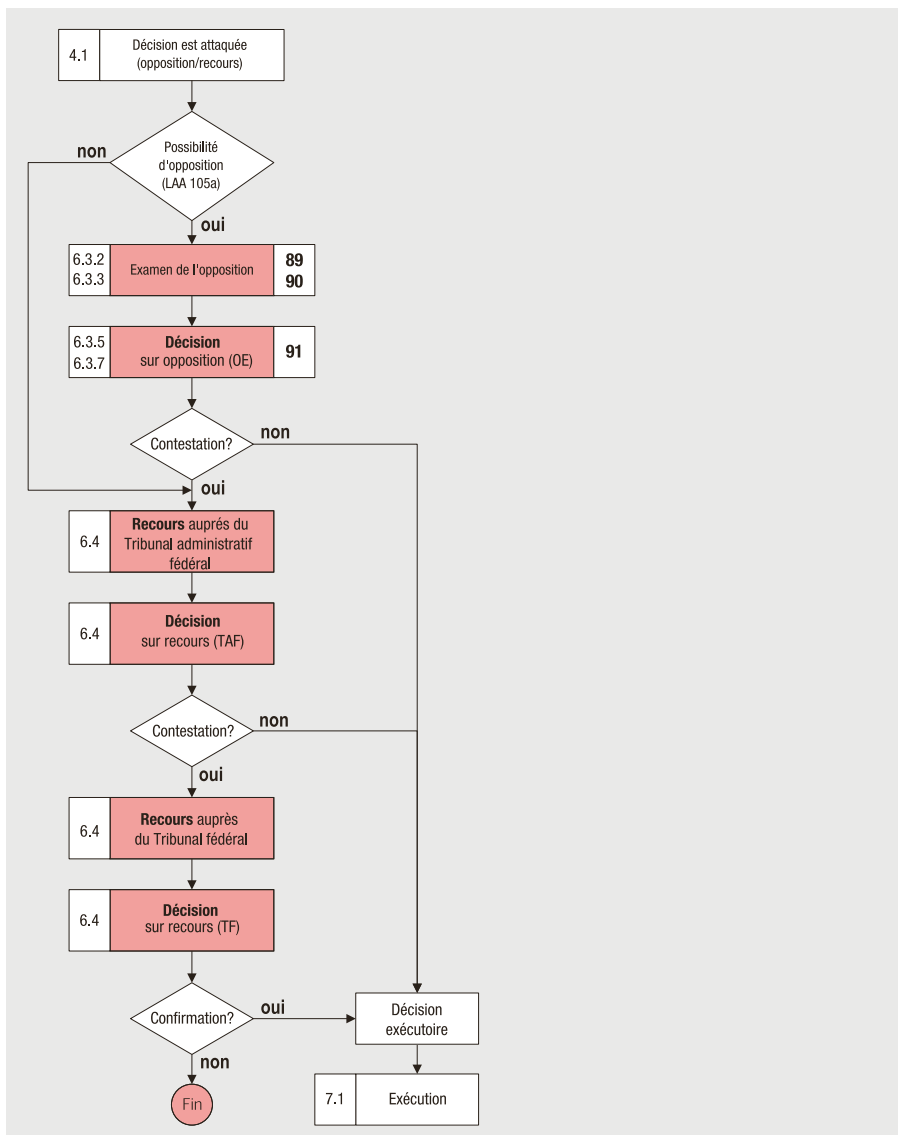 4.1
Décision est attaquée
(opposition/recours)
non
Possibilité
d'opposition
(LAA 105a)
oui
6.3.2
6.3.3
Examen de l'opposition
89
90
6.3.5
6.3.7
Décision
sur opposition (OE)
91
Contestation?
non
oui
6.4
Recours auprés du
Tribunal administratif
fédéral
6.4
Décision
sur recours (TAF)
Contestation?
non
oui
6.4
Recours auprès
du Tribunal fédéral
6.4
Décision
sur recours (TF)
Confirmation?
oui
Décision
exécutoire
non
Fin
7.1
Exécution